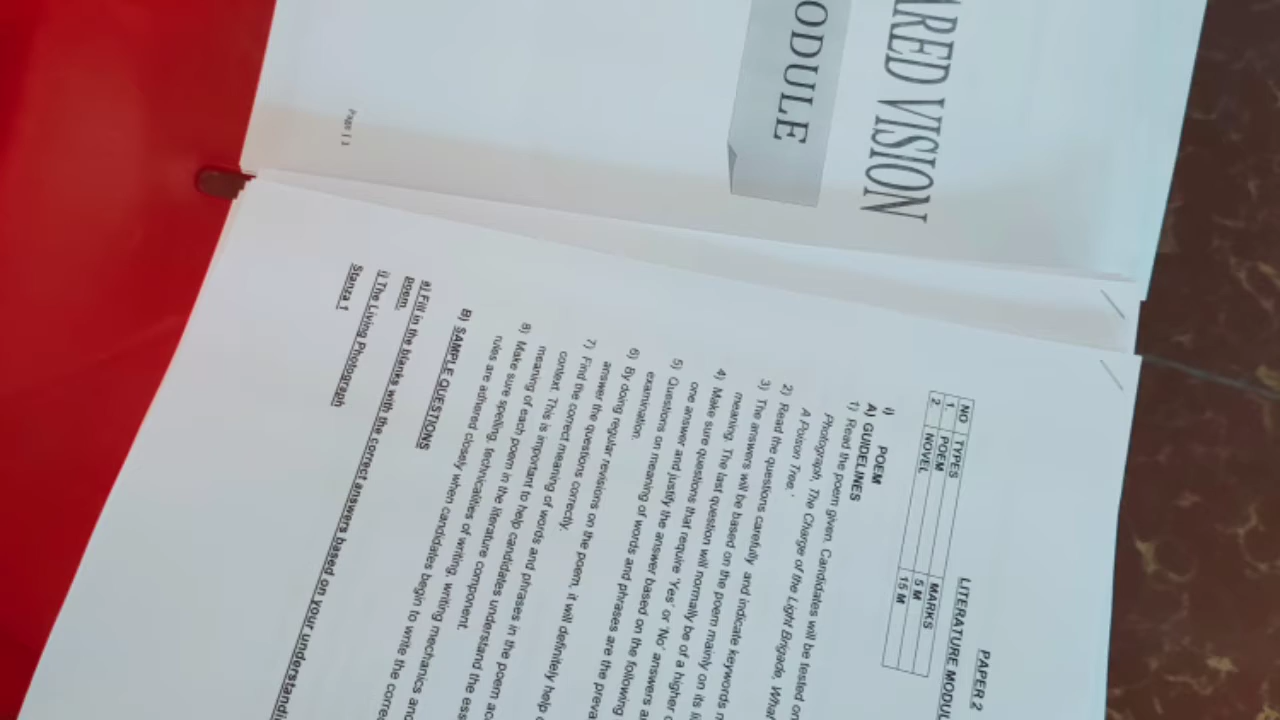 ARED VISION
ODULE
Page | 1
PAPER 2
LITERATURE MODUL
NO TYPES MARKS
1. POEM 5 M
2 NOVEL 15 M
i) POEM
A) GUIDELINES
1) Read the poem given. Candidates will be tested on
Photograph, The Charge of the Light Brigade, What
A Poison Tree.'
2) Read the questions carefully and indicate keywords
3) The answers will be based on the poem mainly on its
meaning. The last question will normally be of a higher
4) Make sure questions that require 'Yes' or 'No' answers
one answer and justify the answer based on the following
5) Questions on meaning of words and phrases are the
examination.
6) By doing regular revisions on the poem, it will definitely help
answer the questions correctly.
7) Find the correct meaning of words and phrases in the poem
context. This is important to help candidates understand the
meaning of each poem in the literature component.
8) Make sure spelling, technicalities of writing, writing mechanics and
rules are adhered closely when candidates begin to write the
B) SAMPLE QUESTIONS
a) Fill in the blanks with the correct answers based on your
poem.
i) The Living Photograph
Stanza 1